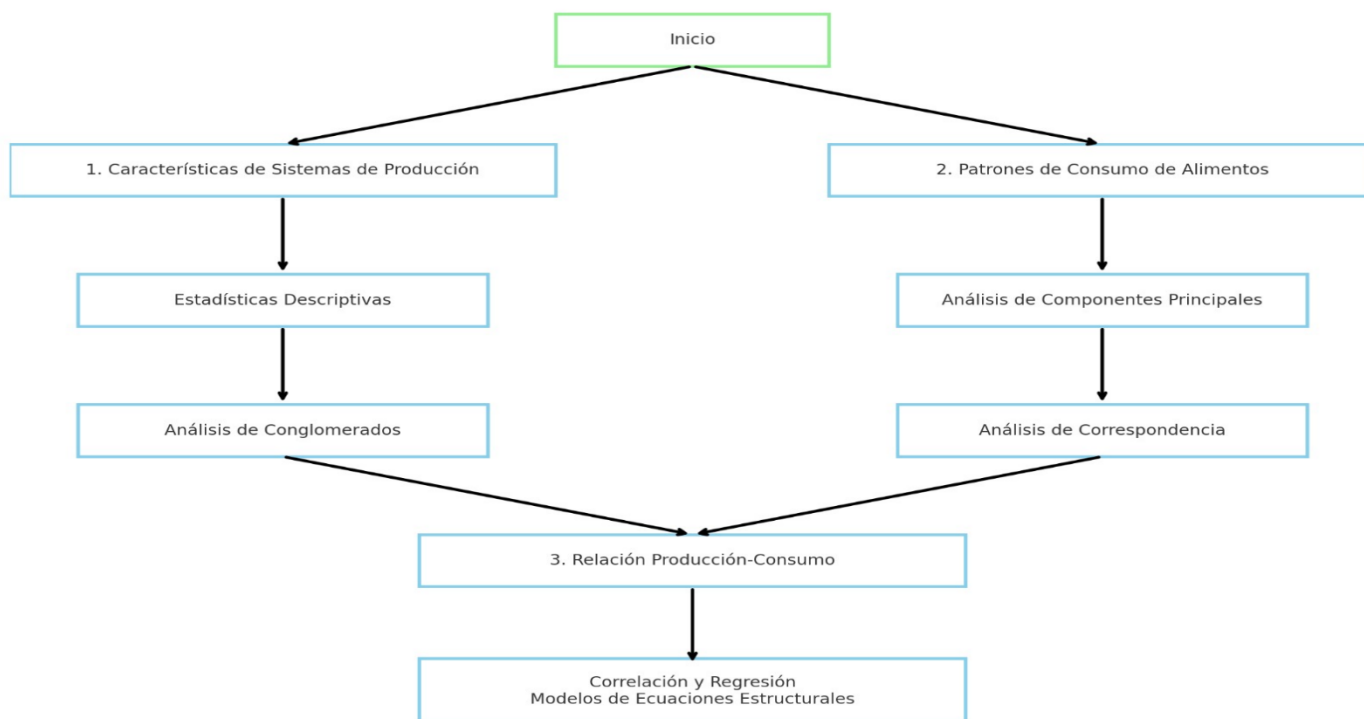 Inicio
1. Características de Sistemas de Producción
2. Patrones de Consumo de Alimentos
Estadísticas Descriptivas
Análisis de Componentes Principales
Análisis de Conglomerados
Análisis de Correspondencia
3. Relación Producción-Consumo
Correlación y Regresión
Modelos de Ecuaciones Estructurales